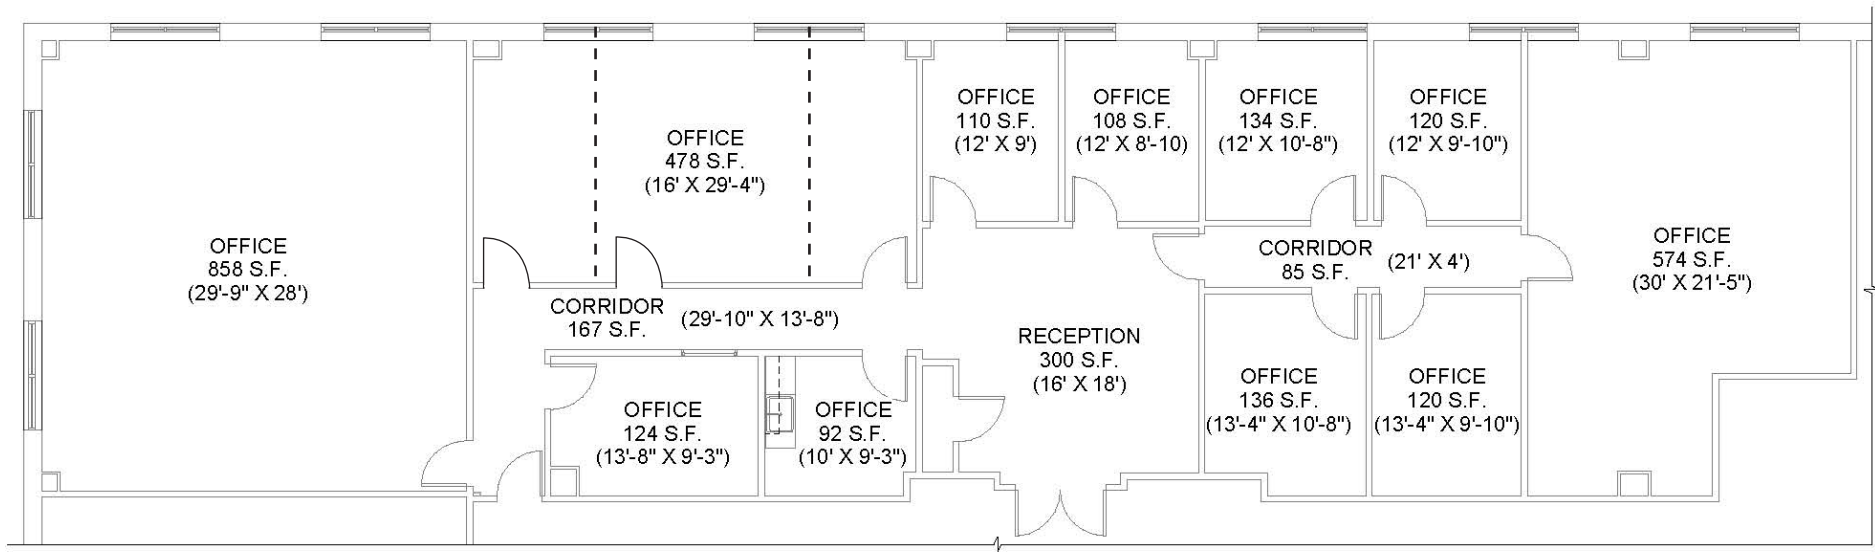 OFFICE
858 S.F.
(29'-9" X 28')
OFFICE
478 S.F.
(16' X 29'-4")
OFFICE
110 S.F.
(12' X 9')
OFFICE
108 S.F.
(12' X 8'-10)
OFFICE
134 S.F.
(12' X 10'-8")
OFFICE
120 S.F.
(12' X 9'-10")
OFFICE
574 S.F.
(30' X 21'-5")
CORRIDOR
85 S.F.
(21' X 4')
CORRIDOR
167 S.F.
(29'-10" X 13'-8")
RECEPTION
300 S.F.
(16' X 18')
OFFICE
124 S.F.
(13'-8" X 9'-3")
OFFICE
92 S.F.
(10' X 9'-3")
OFFICE
136 S.F.
(13'-4" X 10'-8")
OFFICE
120 S.F.
(13'-4" X 9'-10")